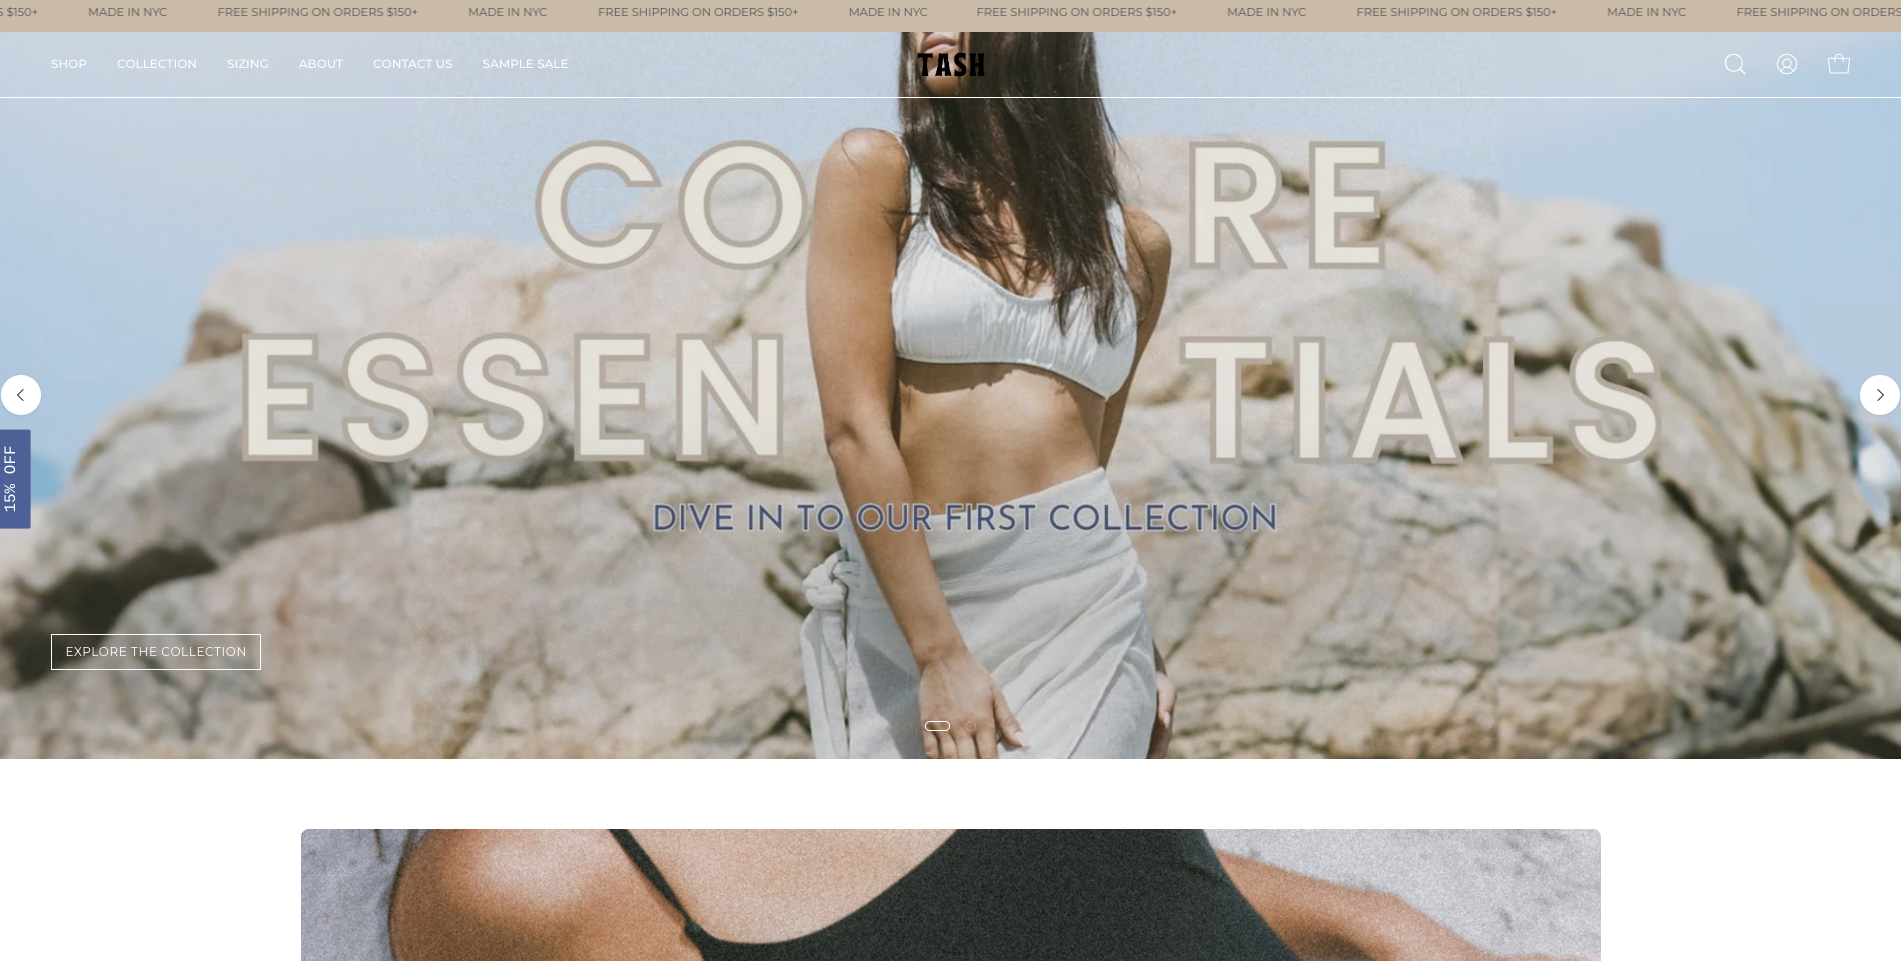 S $150+ MADE IN NYC FREE SHIPPING ON ORDERS $150+ MADE IN NYC FREE SHIPPING ON ORDERS $150+ MADE IN NYC FREE SHIPPING ON ORDERS $150+ MADE IN NYC FREE SHIPPING ON ORDERS $150+ MADE IN NYC FREE SHIPPING ON ORDERS
SHOP COLLECTION SIZING ABOUT CONTACT US SAMPLE SALE TASH
CO RE
ESSEN TIALS
15% OFF
DIVE IN TO OUR FIRST COLLECTION
EXPLORE THE COLLECTION